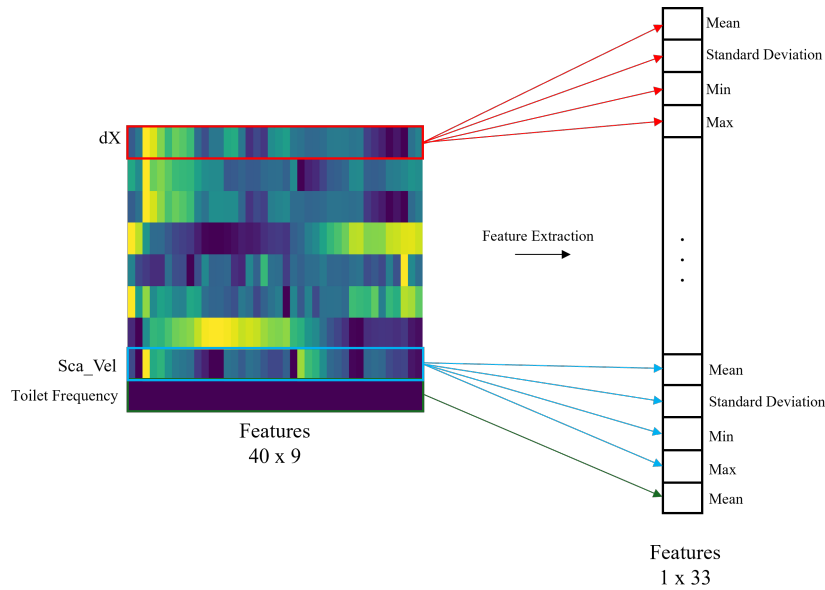 Mean
Standard Deviation
Min
Max
dX
Feature Extraction
Sca_Vel
Toilet Frequency
Features
40 x 9
Mean
Standard Deviation
Min
Max
Mean
Features
1 x 33